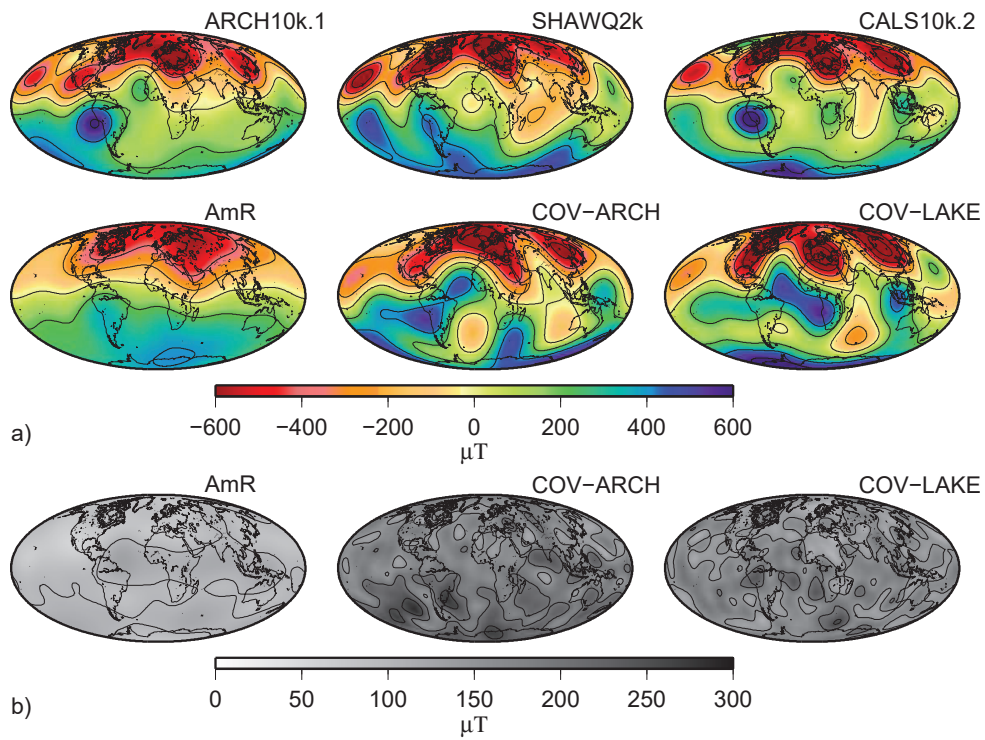 a)
ARCH10k.1 SHAWQ2k CALS10k.2
AmR COV−ARCH COV−LAKE
−600 −400 −200 0 200 400 600
μT
b)
AmR COV−ARCH COV−LAKE
0 50 100 150 200 250 300
μT